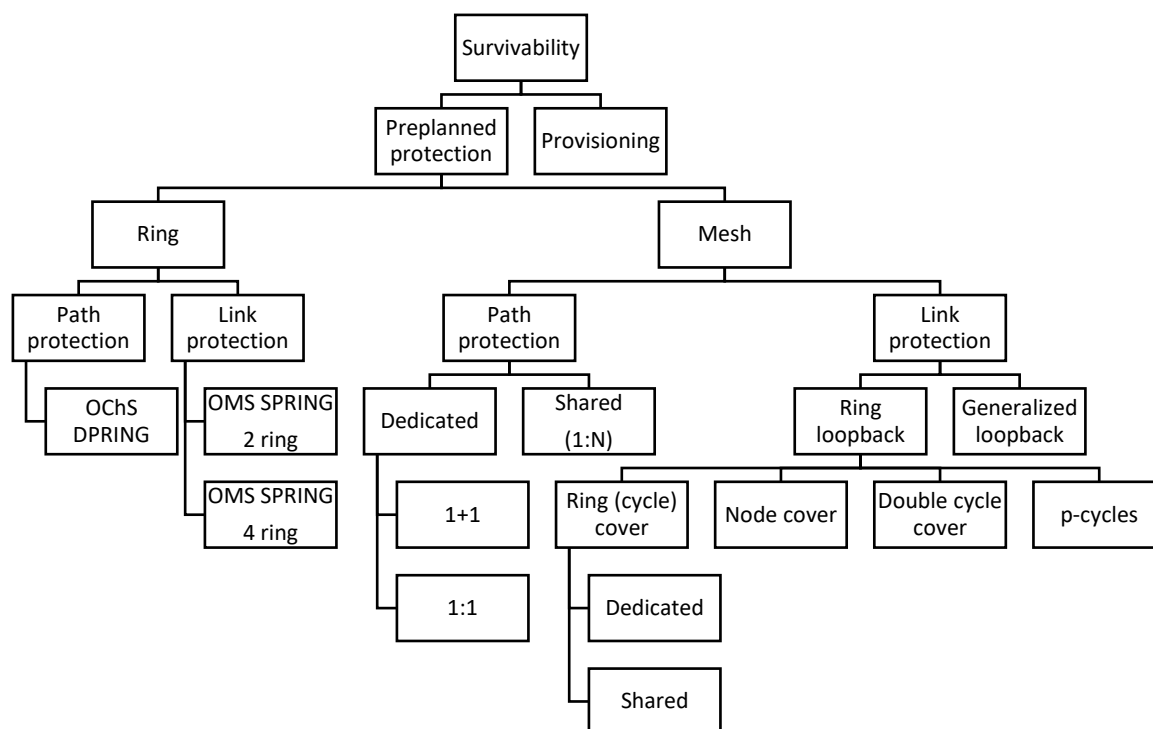 Survivability
Preplanned
protection
Provisioning
Ring
Mesh
Path
protection
Link
protection
Path
protection
Link
protection
OChS
DPRING
OMS SPRING
2 ring
Dedicated
Shared
(1:N)
Ring
loopback
Generalized
loopback
OMS SPRING
4 ring
1+1
Ring (cycle)
cover
Node cover
Double cycle
cover
p-cycles
1:1
Dedicated
Shared